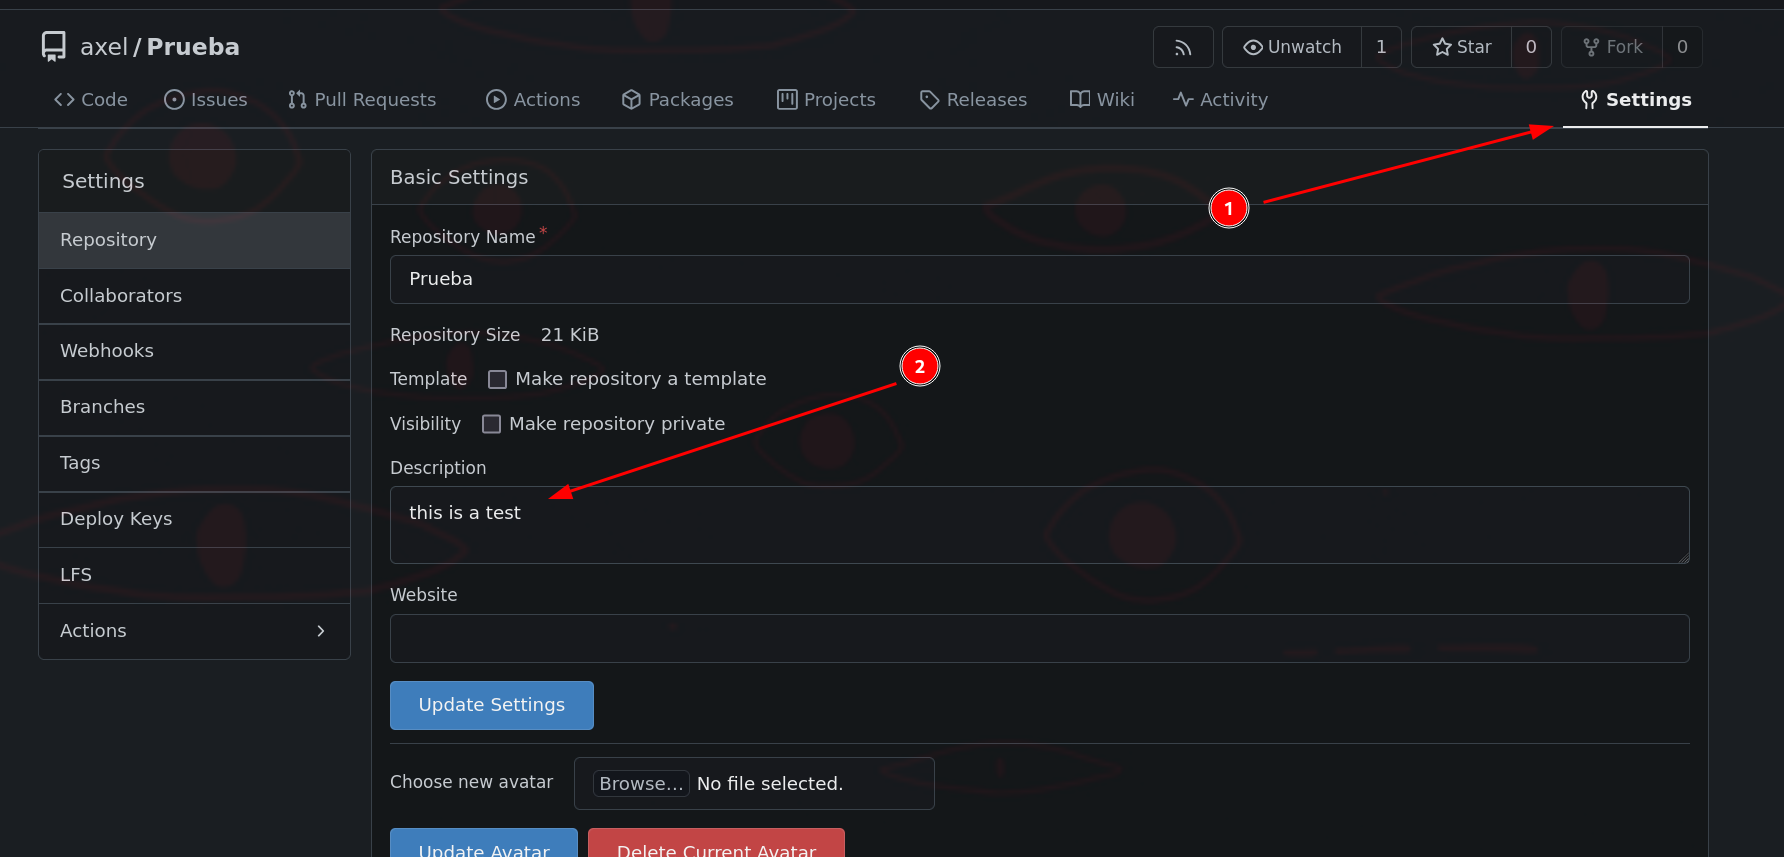 axel / Prueba
Unwatch 1 Star 0 Fork 0
Code Issues Pull Requests Actions Packages Projects Releases Wiki Activity Settings
Settings
Repository
Collaborators
Webhooks
Branches
Tags
Deploy Keys
LFS
Actions
Basic Settings
1
Repository Name *
Prueba
Repository Size 21 KiB
2
Template Make repository a template
Visibility Make repository private
Description
this is a test
Website
Update Settings
Choose new avatar Browse... No file selected.
Update Avatar Delete Current Avatar